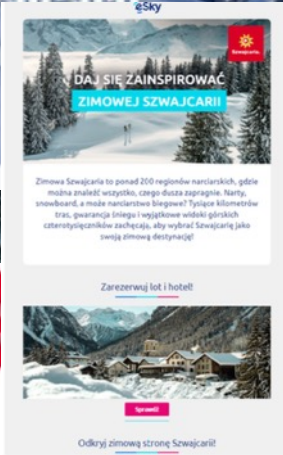 eSky
Szwajcaria.
DAJ SIĘ ZAINSPIROWAĆ
ZIMOWEJ SZWAJCARII
Zimowa Szwajcaria to ponad 200 regionów narciarskich, gdzie
można znaleźć wszystko, czego dusza zapragnie. Narty,
snowboard, a może narciarstwo biegowe? Tysiące kilometrów
tras, gwarancja śniegu i wyjątkowe widoki górskich
czterotysięczników zachęcają, aby wybrać Szwajcarię jako
swoją zimową destynację!
Zarezerwuj lot i hotel!
Sprawdź
Odkryj zimową stronę Szwajcarii!